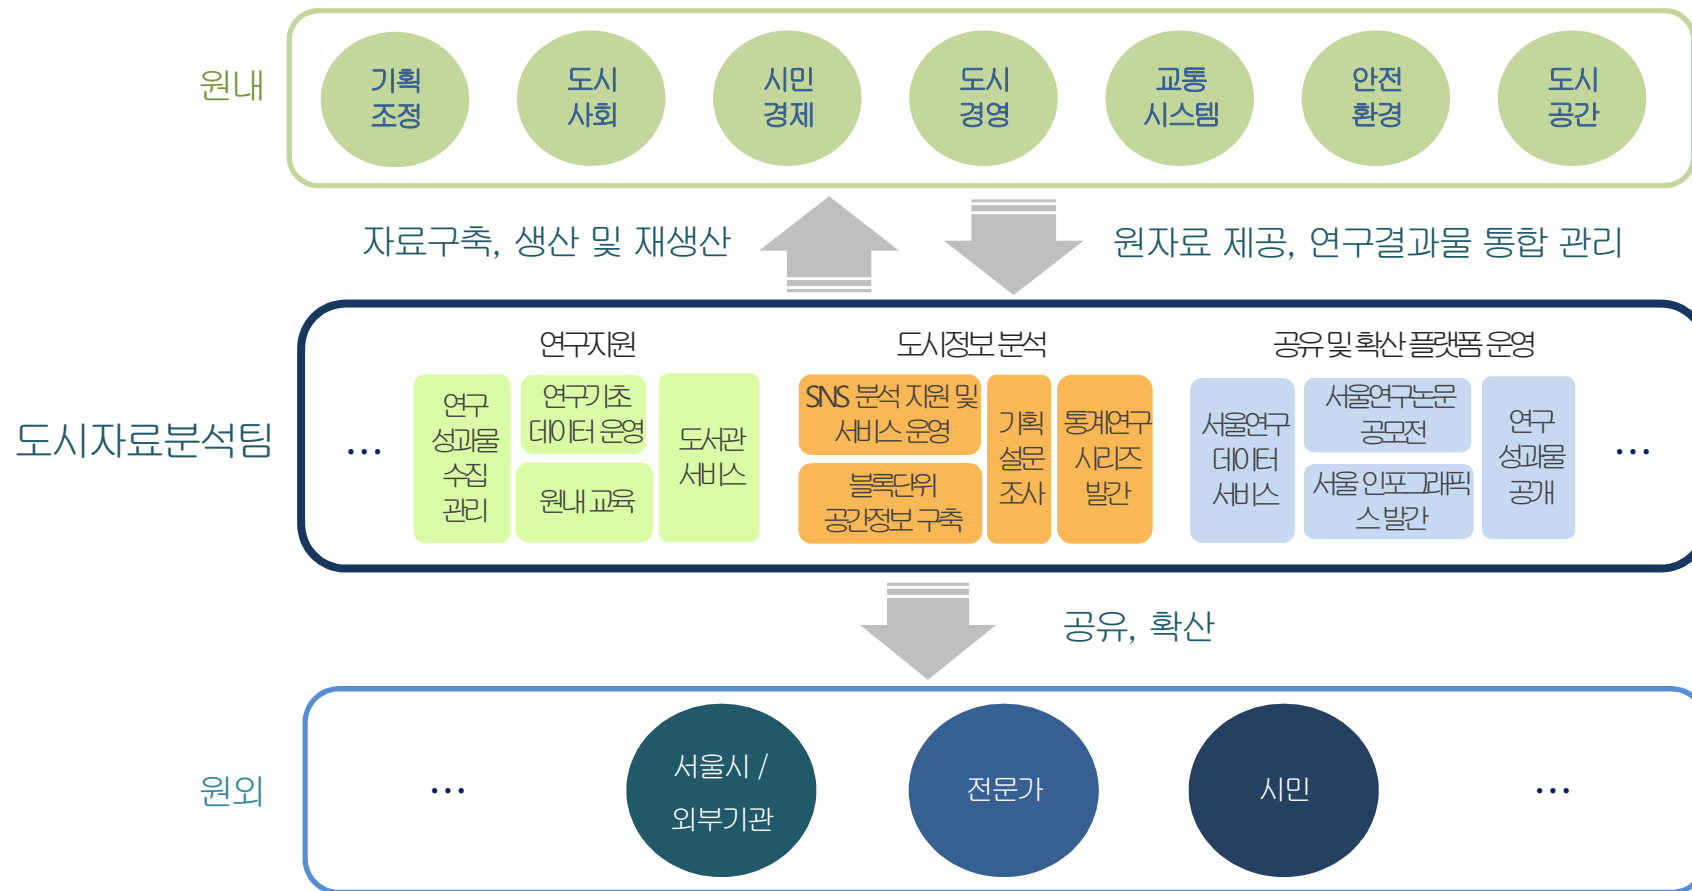 원내
기획
조정
도시
사회
시민
경제
도시
경영
교통
시스템
안전
환경
도시
공간
자료구축, 생산 및 재생산
원자료 제공, 연구결과물 통합 관리
도시자료분석팀
...
연구지원
연구
성과물
수집
관리
연구기초
데이터 운영
원내 교육
도서관
서비스
도시정보 분석
SNS 분석 지원 및
서비스 운영
블록단위
공간정보 구축
기획
설문
조사
통계연구
시리즈
발간
공유 및 확산 플랫폼 운영
서울연구
데이터
서비스
서울연구논문
공모전
서울 인포그래픽
스 발간
연구
성과물
공개
...
공유, 확산
원외
...
서울시 /
외부기관
전문가
시민
...